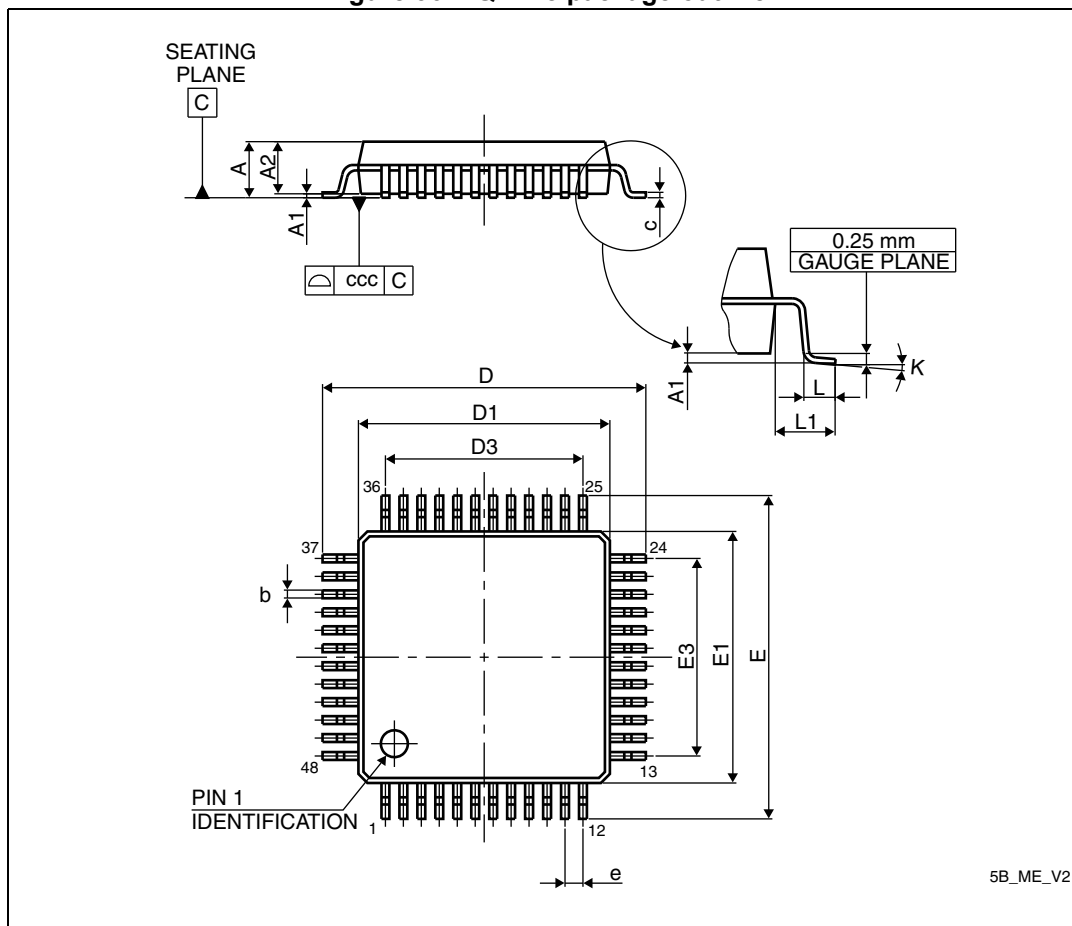 SEATING
PLANE
C
A
A2
A1
c
ccc C
0.25 mm
GAUGE PLANE
A1
K
L
L1
D
D1
D3
36
25
37
24
b
E3
E1
E
48
13
PIN 1
IDENTIFICATION
1
12
e
5B_ME_V2